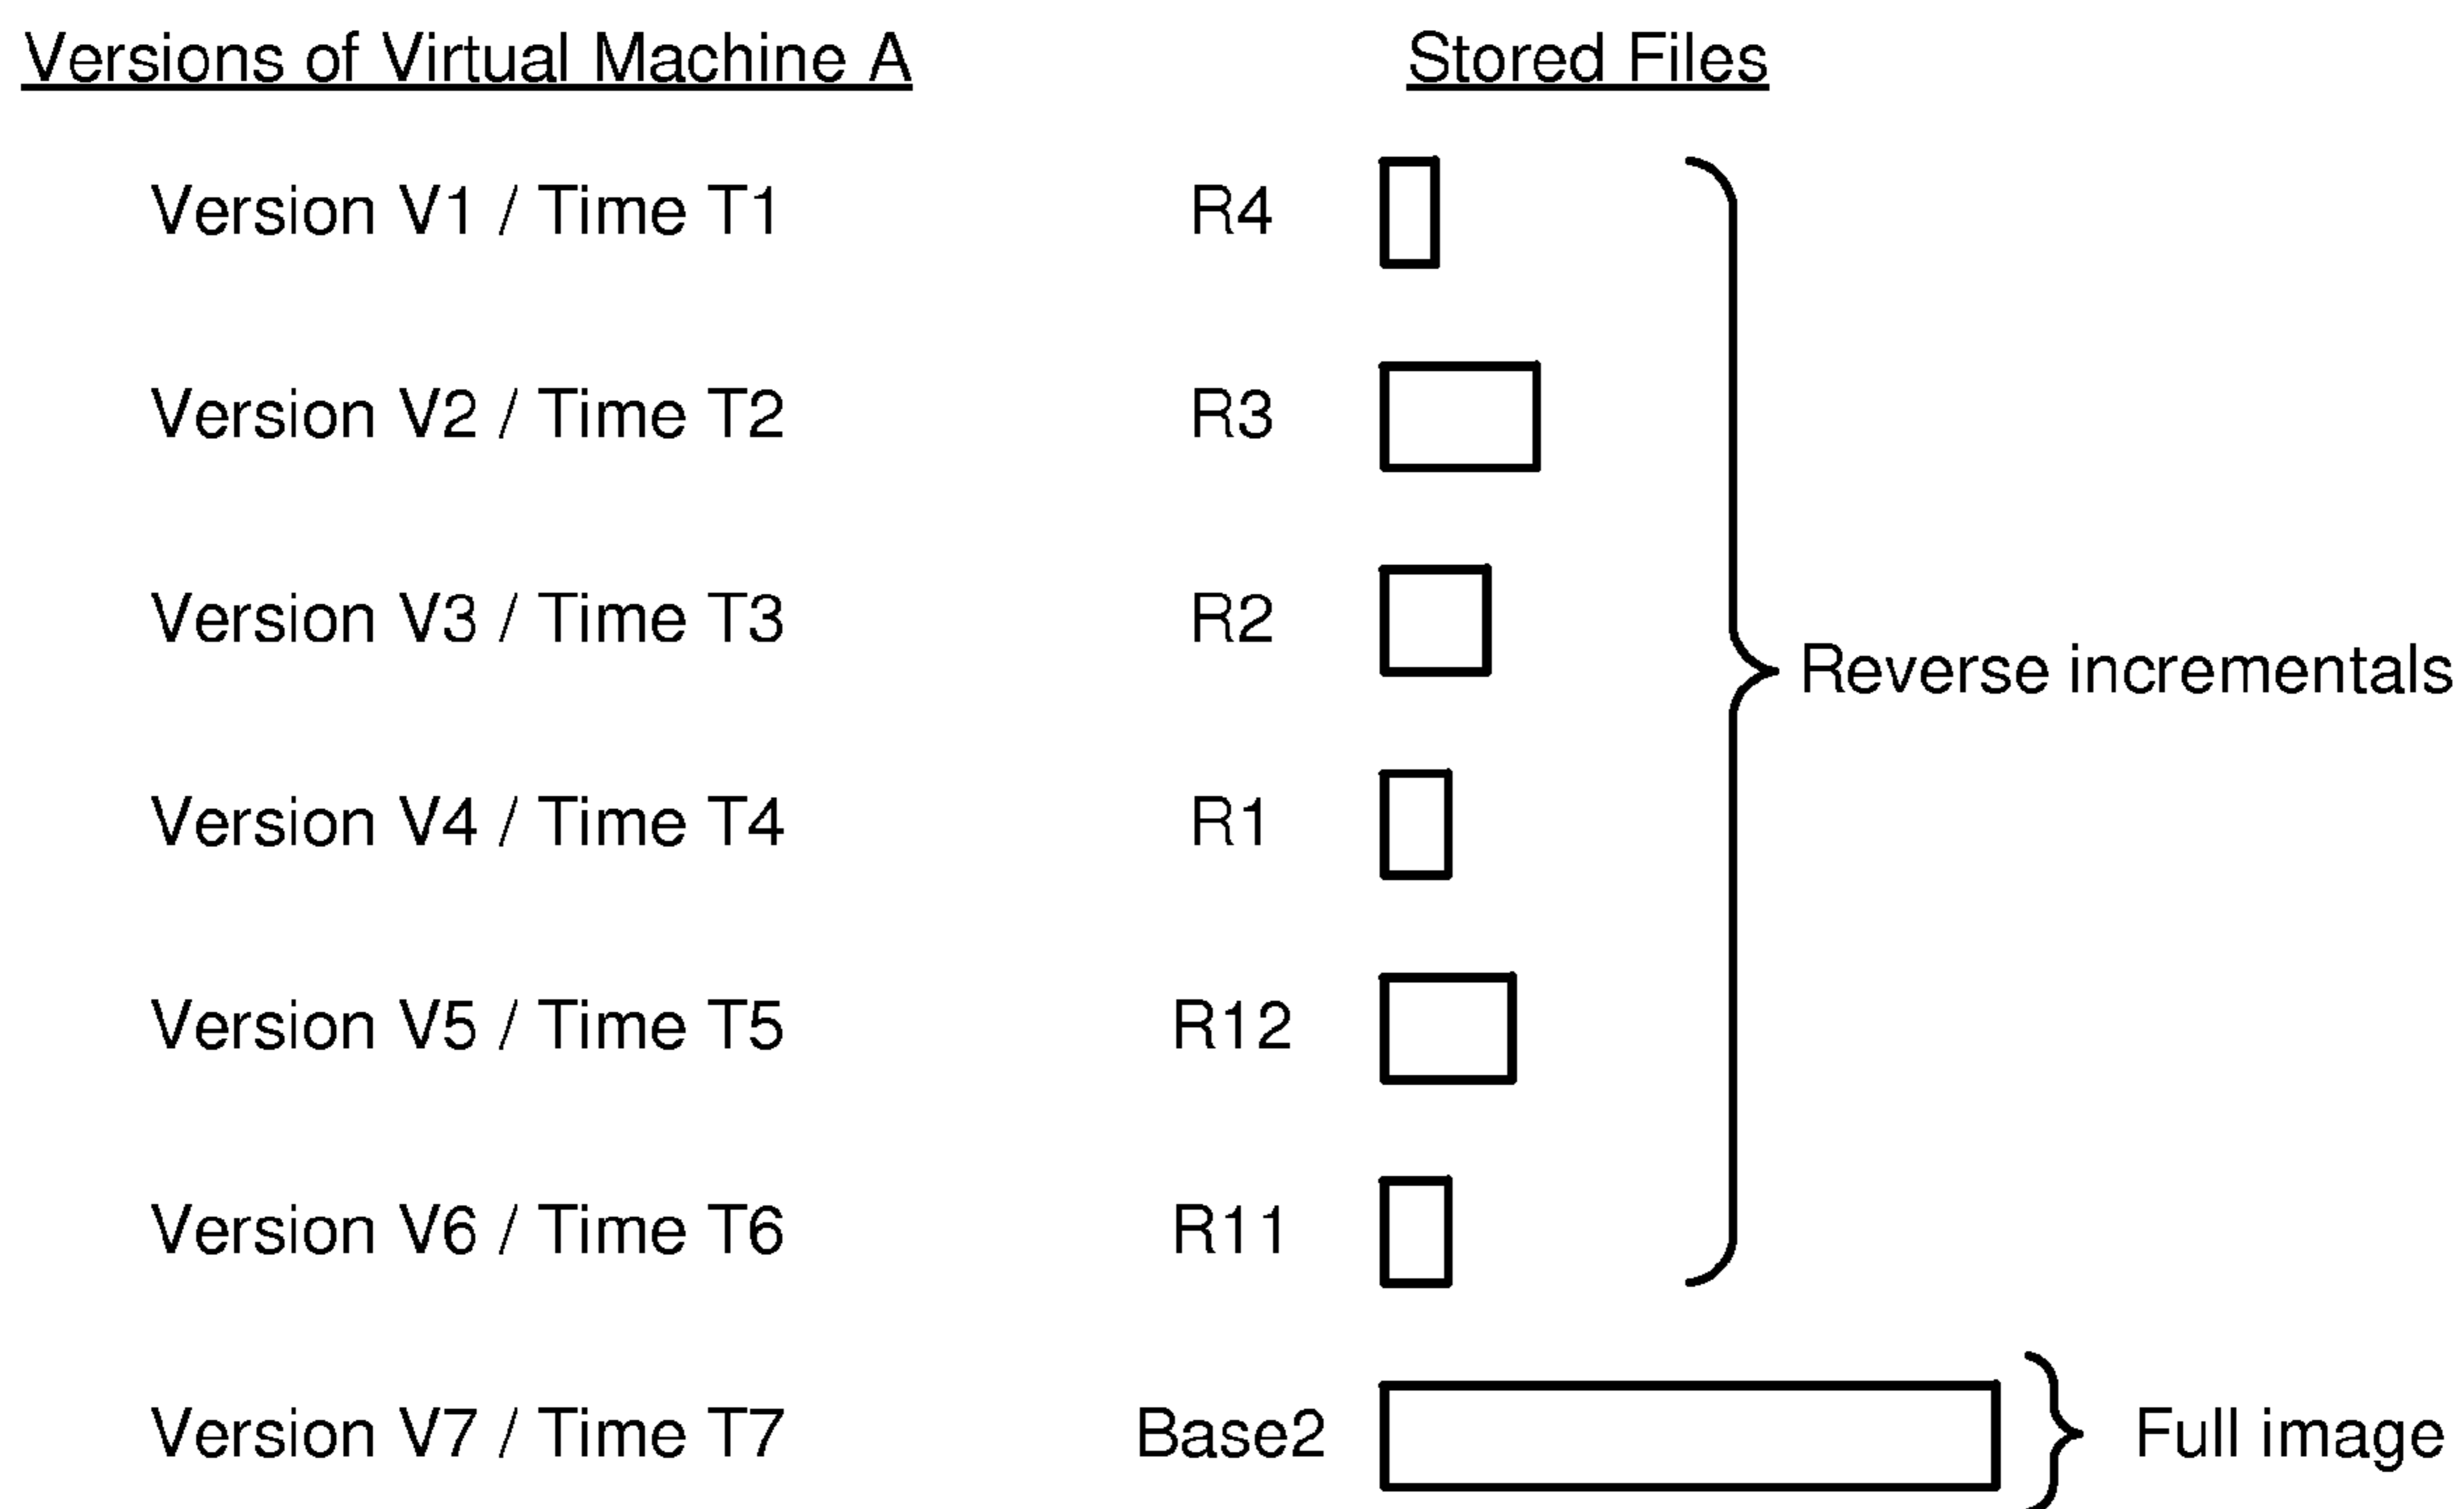 Versions of Virtual Machine A Stored Files
Version V1 / Time T1 R4
Version V2 / Time T2 R3
Version V3 / Time T3 R2
Reverse incrementals
Version V4 / Time T4 R1
Version V5 / Time T5 R12
Version V6 / Time T6 R11
Version V7 / Time T7 Base2 Full image